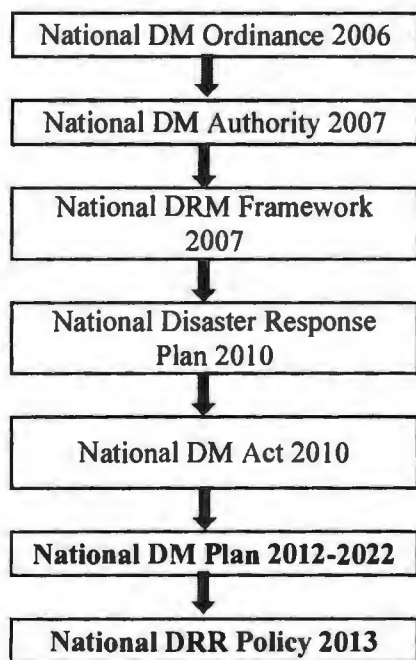 National DM Ordinance 2006
National DM Authority 2007
National DRM Framework
2007
National Disaster Response
Plan 2010
National DM Act 2010
National DM Plan 2012-2022
National DRR Policy 2013